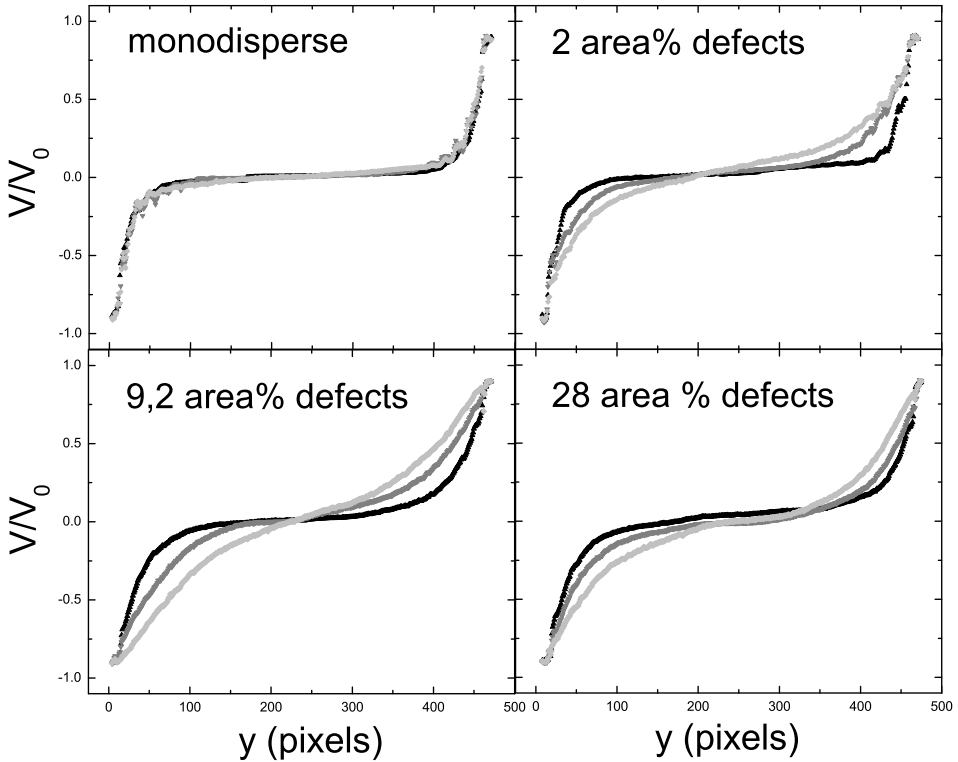 monodisperse
2 area% defects
1.0
0.5
0.0
-0.5
-1.0
V/V0
9,2 area% defects
28 area % defects
1.0
0.5
0.0
-0.5
-1.0
V/V0
0 100 200 300 400 500
0 100 200 300 400 500
y (pixels)
y (pixels)